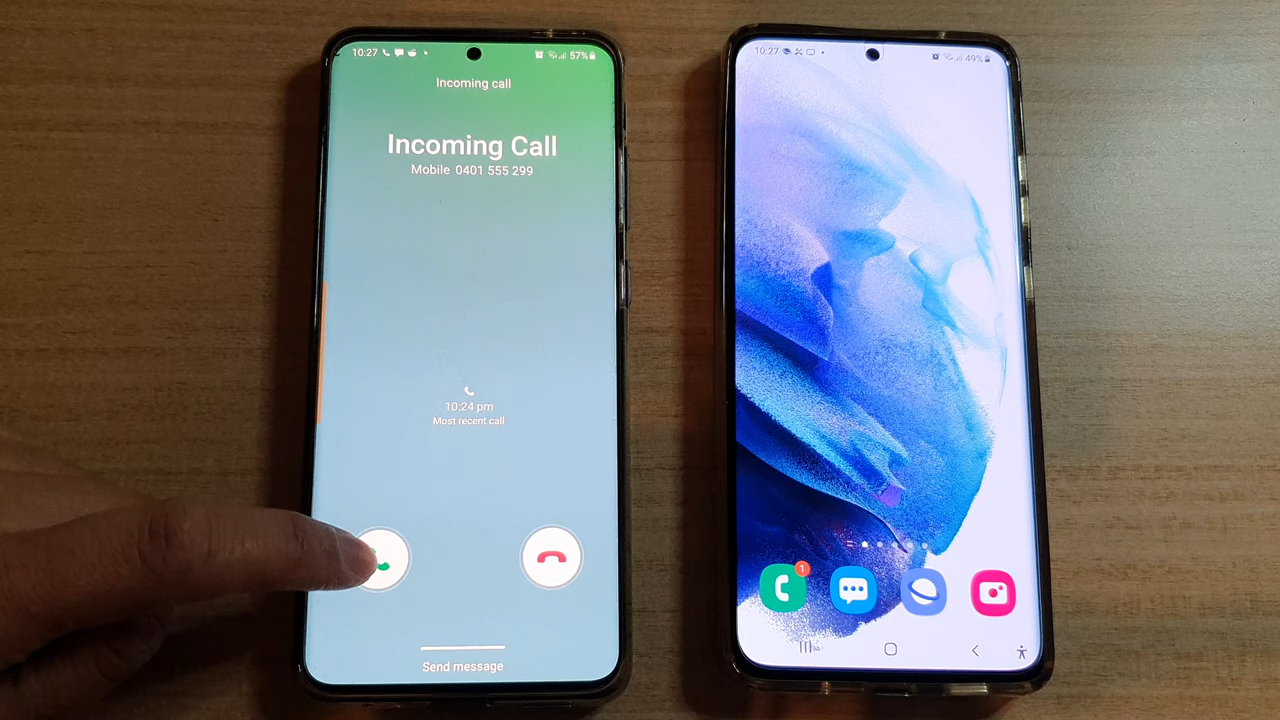 10:27
57%
Incoming call
Incoming Call
Mobile 0401 555 299
10:24 pm
Most recent call
Send message
10:27
49%
1